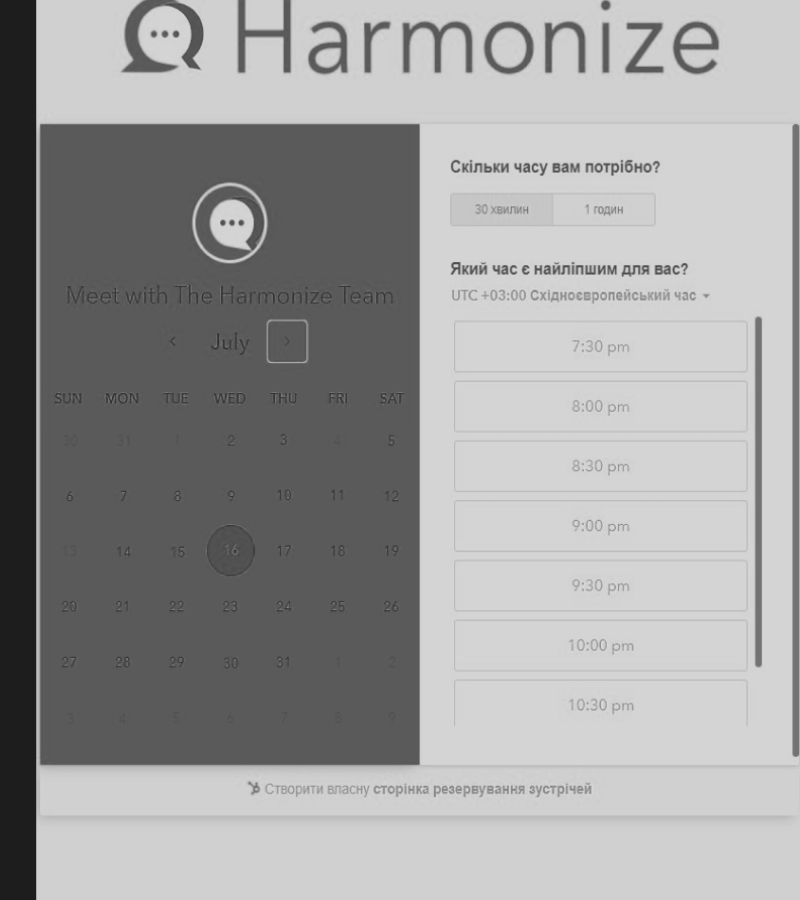 Harmonize
Meet with The Harmonize Team
July
SUN MON TUE WED THU FRI SAT
30 31 1 2 3 4 5
6 7 8 9 10 11 12
13 14 15 16 17 18 19
20 21 22 23 24 25 26
27 28 29 30 31 1 2
3 4 5 6 7 8 9
Скільки часу вам потрібно?
30 хвилин 1 годин
Який час є найліпшим для вас?
UTC +03:00 Східноєвропейський час
7:30 pm
8:00 pm
8:30 pm
9:00 pm
9:30 pm
10:00 pm
10:30 pm
Створити власну сторінка резервування зустрічей